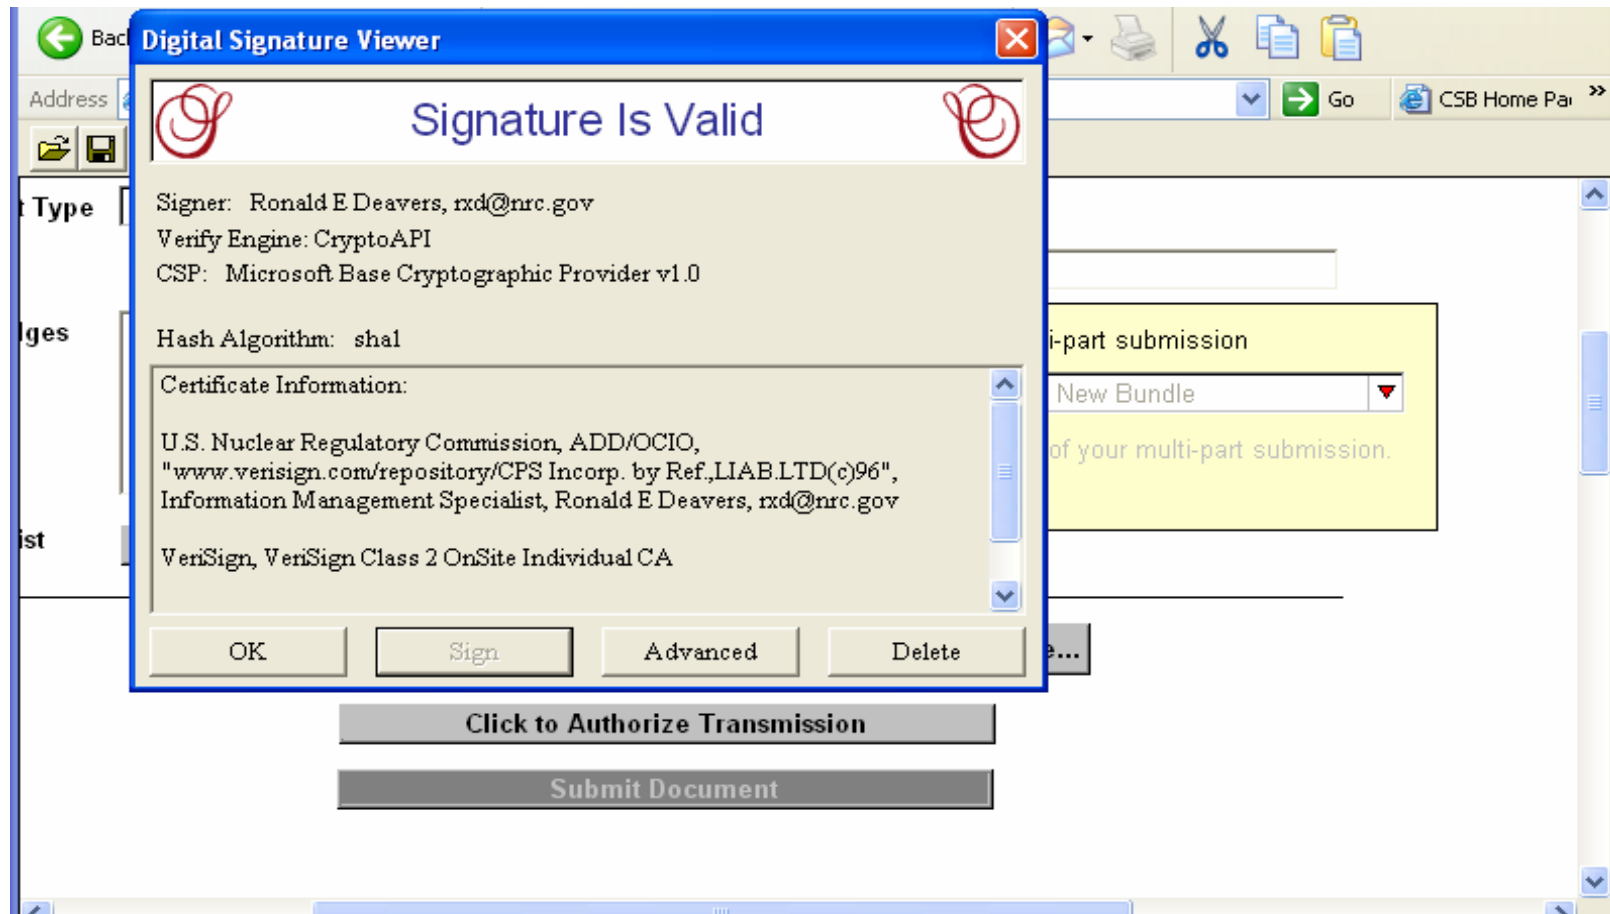 Digital Signature Viewer
Address
Go
CSB Home Pa
Signature Is Valid
Type
Signer: Ronald E Deavers, rxd@nrc.gov
Verify Engine: CryptoAPI
CSP: Microsoft Base Cryptographic Provider v1.0
Hash Algorithm: sha1
i-part submission
Certificate Information:
New Bundle
U.S. Nuclear Regulatory Commission, ADD/OCIO,
"www.verisign.com/repository/CPS Incorp. by Ref.,LIAB.LTD(c)96",
Information Management Specialist, Ronald E Deavers, rxd@nrc.gov
of your multi-part submission.
VeriSign, VeriSign Class 2 OnSite Individual CA
OK
Sign
Advanced
Delete
Click to Authorize Transmission
Submit Document